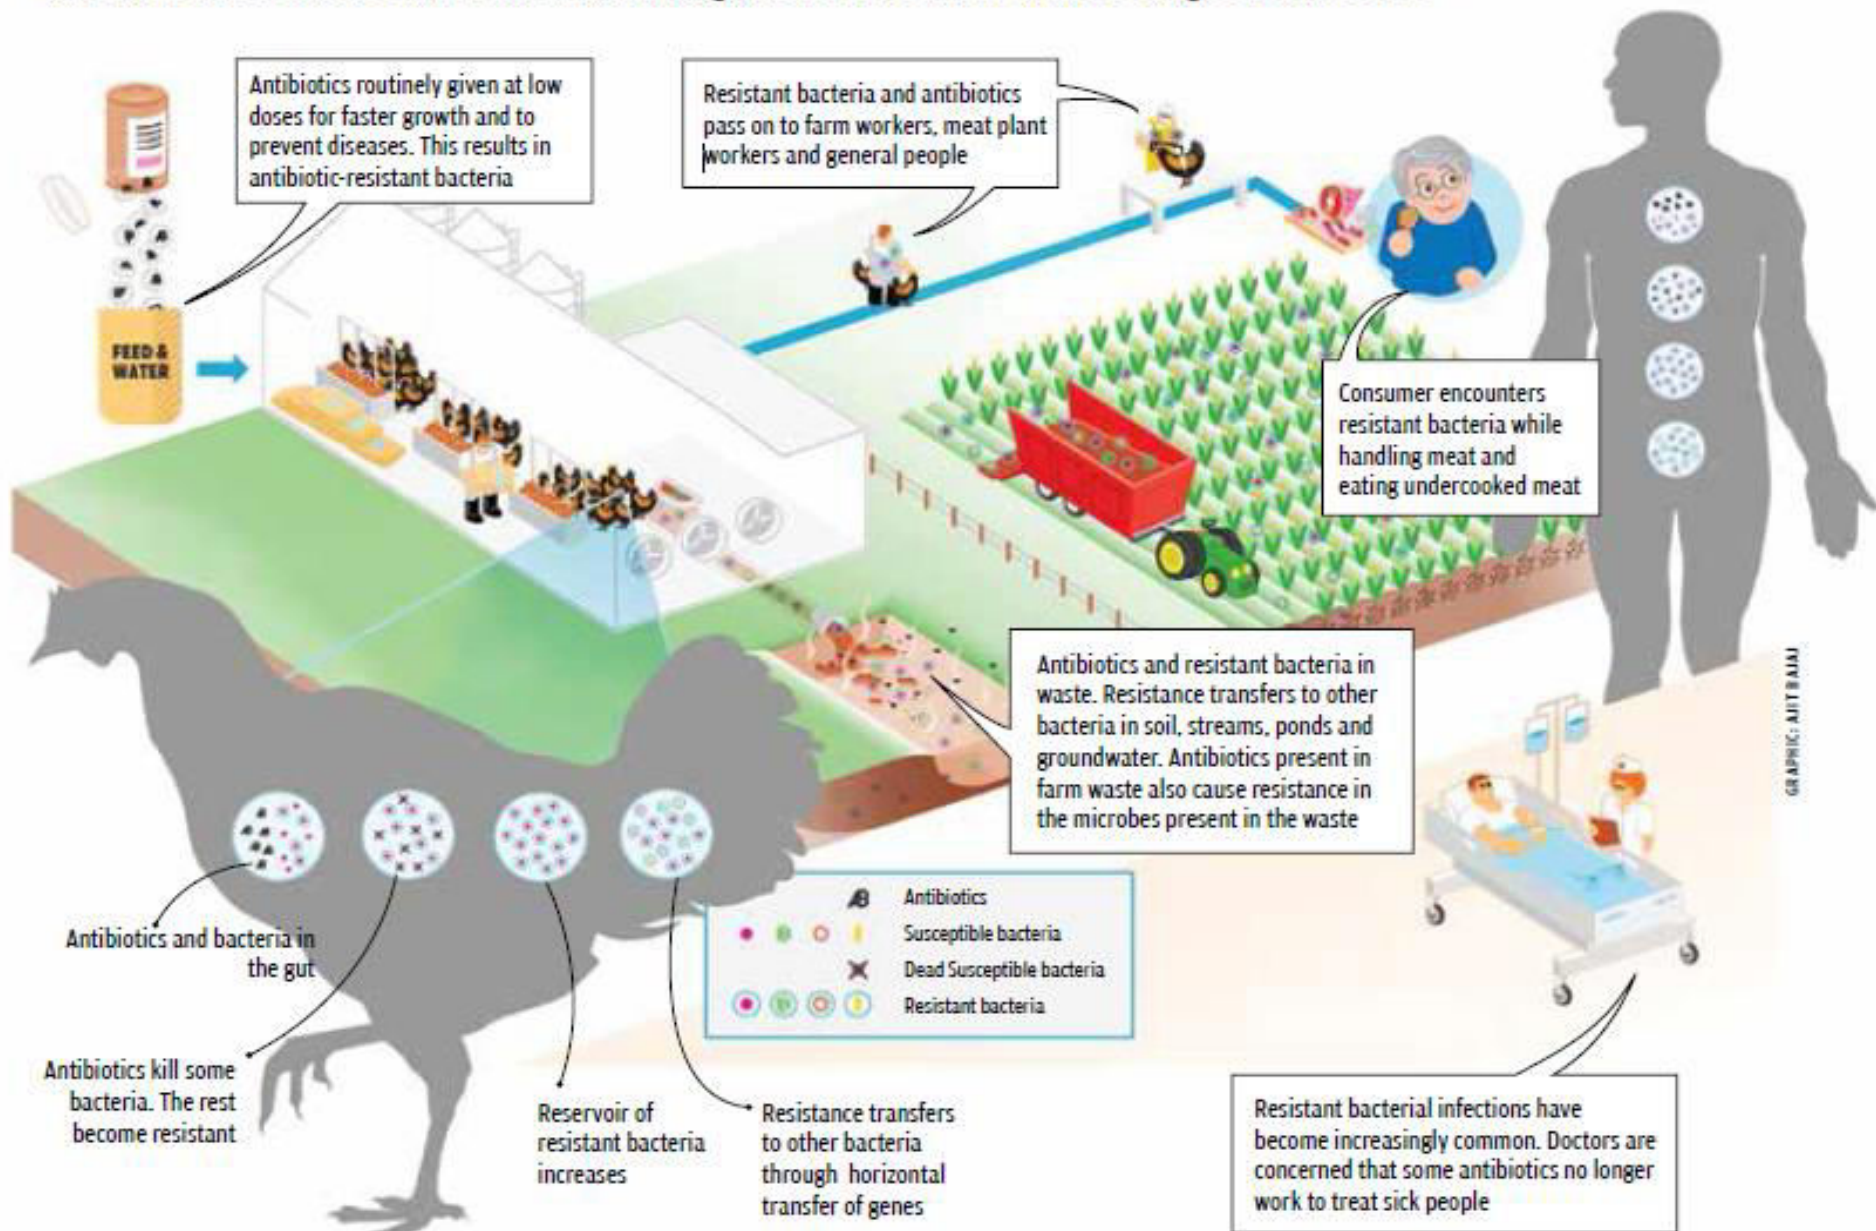 Antibiotics routinely given at low
doses for faster growth and to
prevent diseases. This results in
antibiotic-resistant bacteria
Resistant bacteria and antibiotics
pass on to farm workers, meat plant
workers and general people
FEED &
WATER
Consumer encounters
resistant bacteria while
handling meat and
eating undercooked meat
Antibiotics and resistant bacteria in
waste. Resistance transfers to other
bacteria in soil, streams, ponds and
groundwater. Antibiotics present in
farm waste also cause resistance in
the microbes present in the waste
GRAPHIC: AJIT BAJAJ
AB Antibiotics
Susceptible bacteria
Dead Susceptible bacteria
Resistant bacteria
Antibiotics and bacteria in
the gut
Antibiotics kill some
bacteria. The rest
become resistant
Reservoir of
resistant bacteria
increases
Resistance transfers
to other bacteria
through horizontal
transfer of genes
Resistant bacterial infections have
become increasingly common. Doctors are
concerned that some antibiotics no longer
work to treat sick people